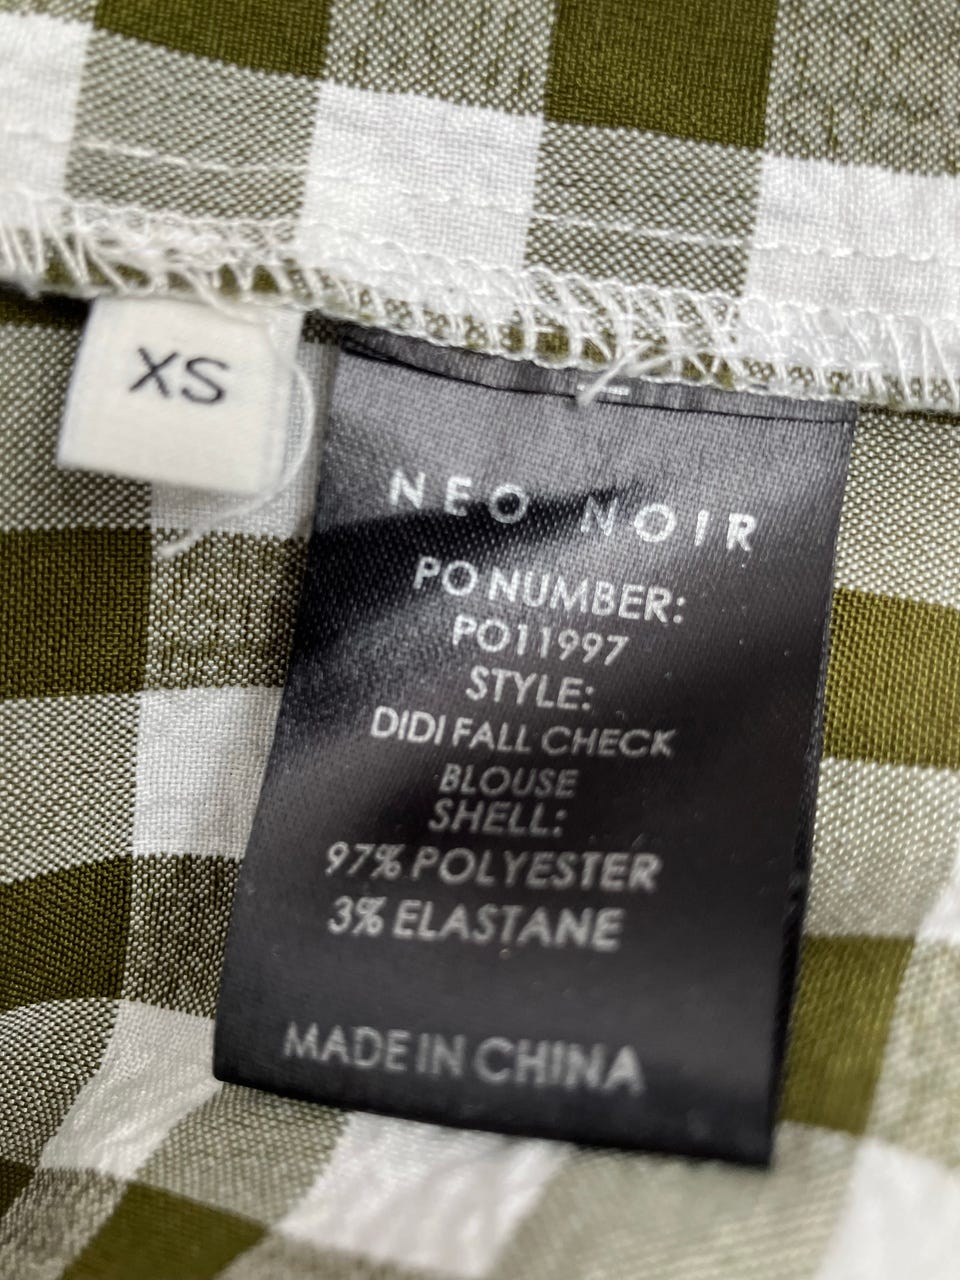 XS
NEO NOIR
PO NUMBER:
PO11997
STYLE:
DIDI FALL CHECK
BLOUSE
SHELL:
97% POLYESTER
3% ELASTANE
MADE IN CHINA